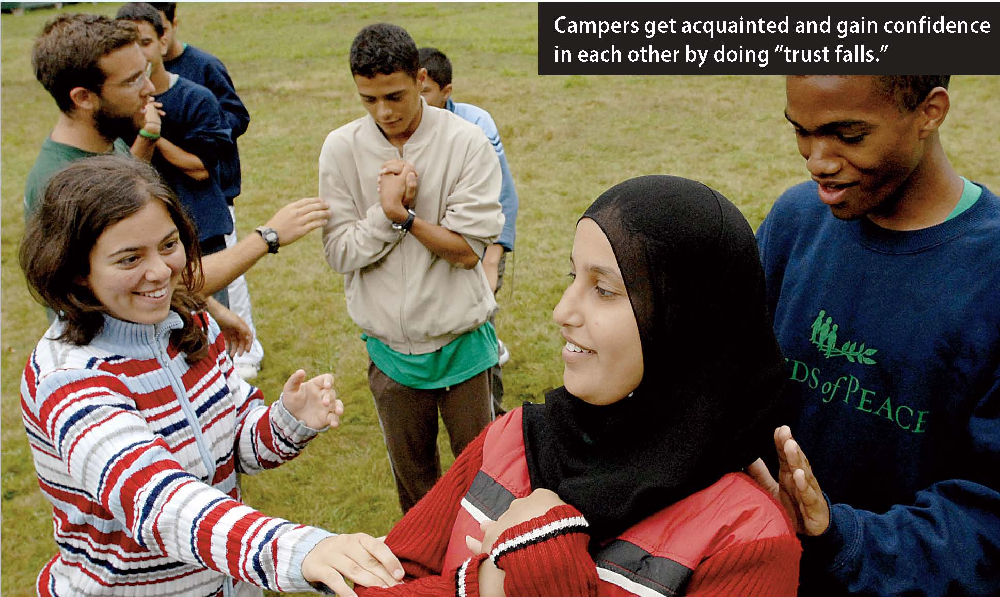 Campers get acquainted and gain confidence
in each other by doing “trust falls.”
DS of PEACE